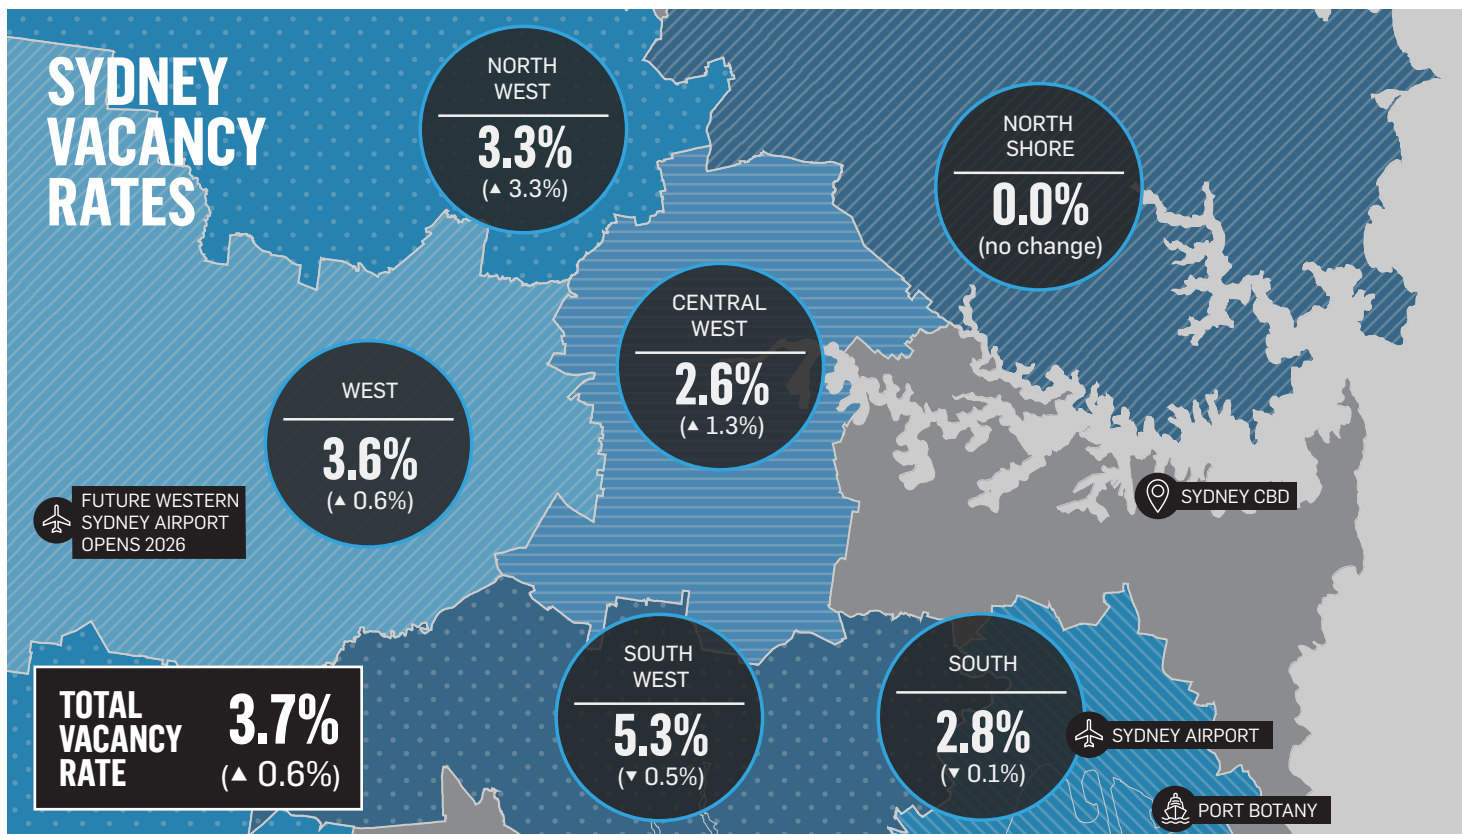 SYDNEY
VACANCY
RATES
NORTH
WEST
3.3%
(▲ 3.3%)
NORTH
SHORE
0.0%
(no change)
CENTRAL
WEST
2.6%
(▲ 1.3%)
WEST
3.6%
(▲ 0.6%)
FUTURE WESTERN
SYDNEY AIRPORT
OPENS 2026
SYDNEY CBD
SOUTH
WEST
5.3%
(▼ 0.5%)
SOUTH
2.8%
(▼ 0.1%)
SYDNEY AIRPORT
PORT BOTANY
TOTAL
VACANCY
RATE
3.7%
(▲ 0.6%)